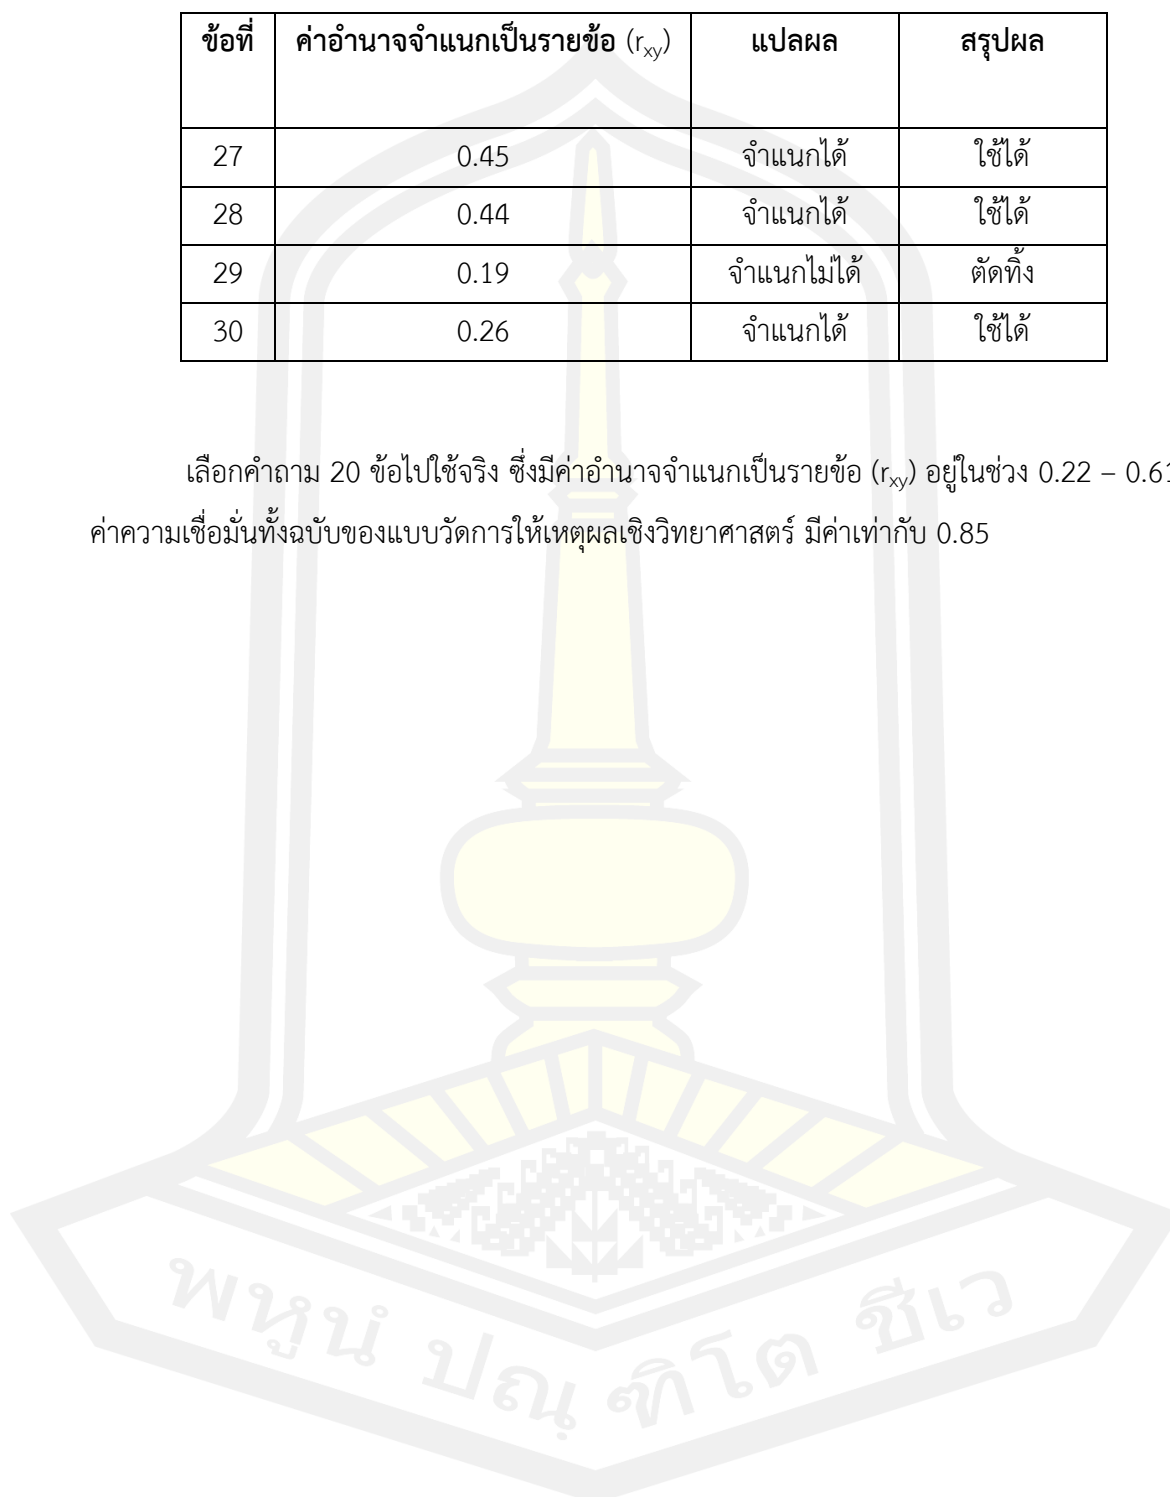 ข้อที่ ค่าอำนาจจำแนกเป็นรายข้อ (rxy) แปลผล สรุปผล
27 0.45 จำแนกได้ ใช้ได้
28 0.44 จำแนกได้ ใช้ได้
29 0.19 จำแนกไม่ได้ ตัดทิ้ง
30 0.26 จำแนกได้ ใช้ได้
เลือกคำถาม 20 ข้อไปใช้จริง ซึ่งมีค่าอำนาจจำแนกเป็นรายข้อ (rxy) อยู่ในช่วง 0.22 – 0.61
ค่าความเชื่อมั่นทั้งฉบับของแบบวัดการให้เหตุผลเชิงวิทยาศาสตร์ มีค่าเท่ากับ 0.85
พหูนํ ปณฺ ฑิโต ชีเว